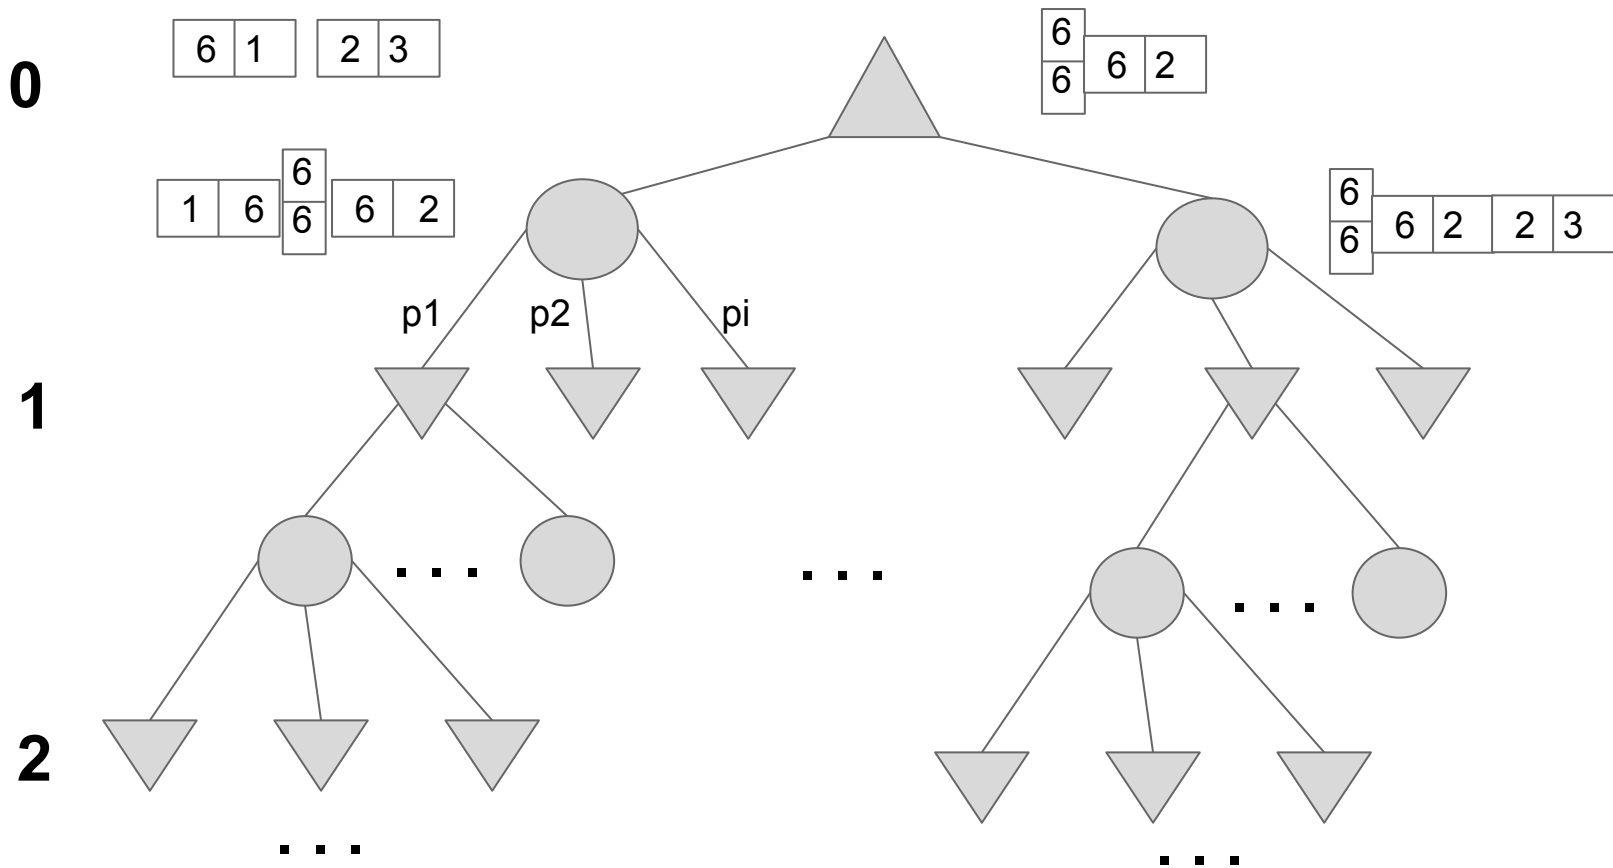 0
6 1 2 3
6
6 6 2
1 6 6 6 2
6
6
6 6 2 2 3
6
p1 p2 pi
1
. . . . . . . . .
2
. . . . . .